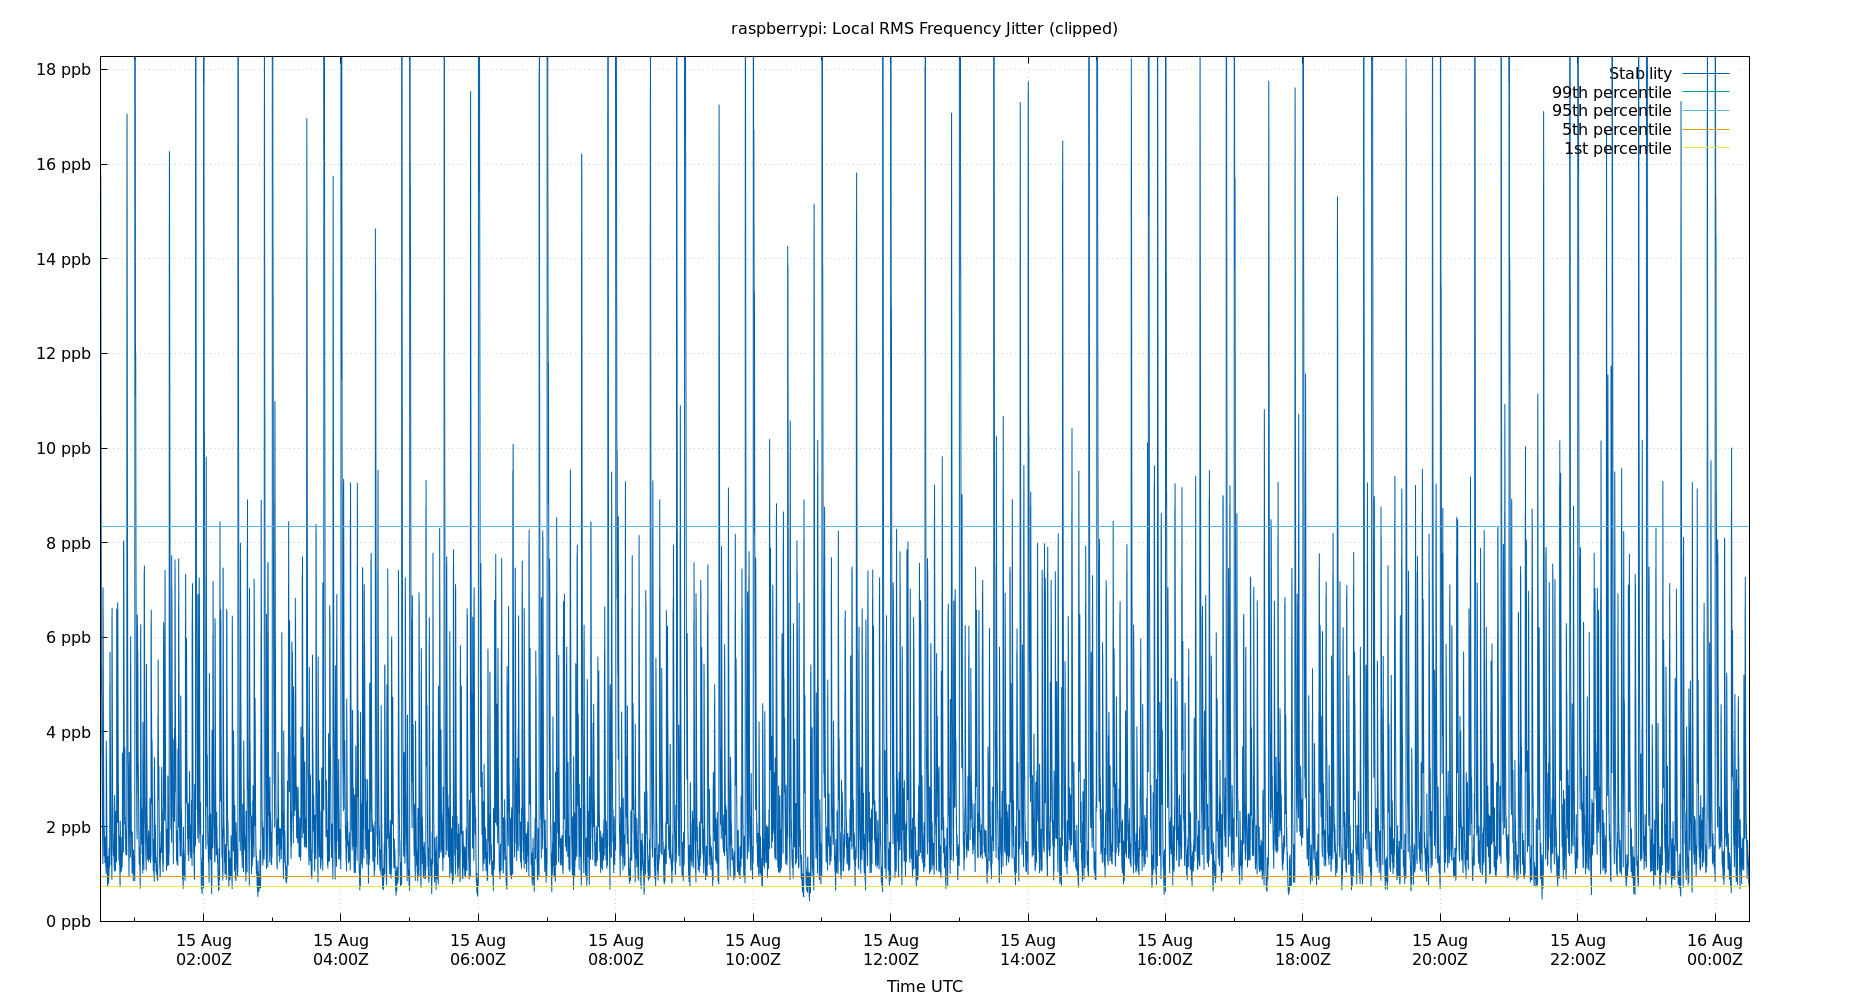 raspberrypi: Local RMS Frequency Jitter (clipped)
18 ppb
16 ppb
14 ppb
12 ppb
10 ppb
8 ppb
6 ppb
4 ppb
2 ppb
0 ppb
Stability
99th percentile
95th percentile
5th percentile
1st percentile
15 Aug 15 Aug 15 Aug 15 Aug 15 Aug 15 Aug 15 Aug 15 Aug 15 Aug 15 Aug 15 Aug 16 Aug
02:00Z 04:00Z 06:00Z 08:00Z 10:00Z 12:00Z 14:00Z 16:00Z 18:00Z 20:00Z 22:00Z 00:00Z
Time UTC